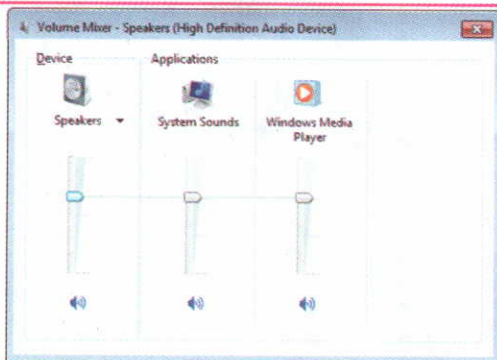 Volume Mixer - Speakers (High Definition Audio Device)
Device
Applications
Speakers
System Sounds
Windows Media
Player